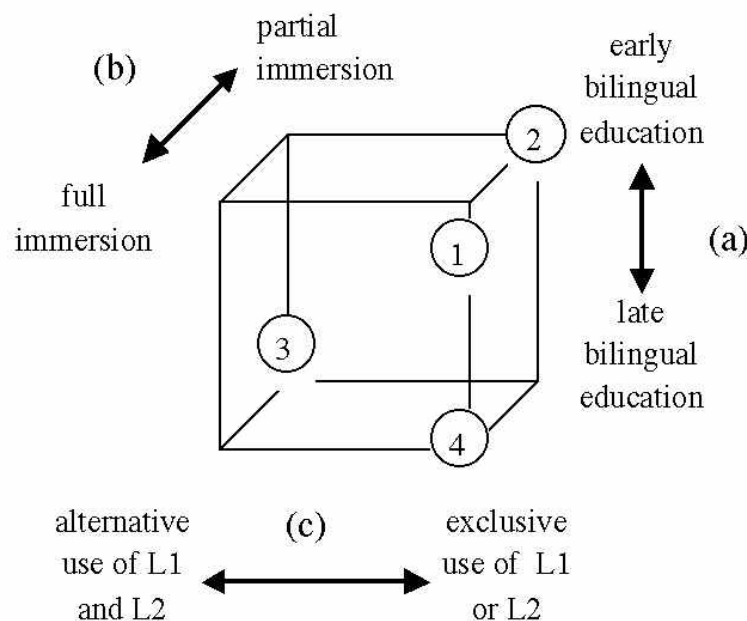 partial
immersion
(b)
early
bilingual
education
2
full
immersion
1
(a)
3
late
bilingual
education
4
alternative
use of L1
and L2
(c)
exclusive
use of L1
or L2